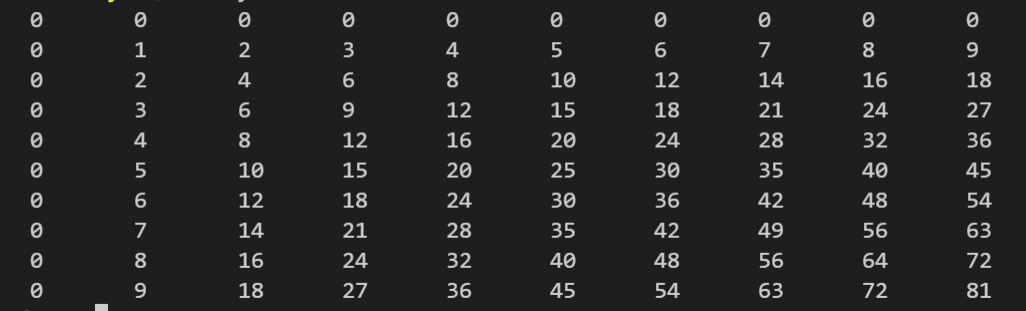 0 0 0 0 0 0 0 0 0 0
0 1 2 3 4 5 6 7 8 9
0 2 4 6 8 10 12 14 16 18
0 3 6 9 12 15 18 21 24 27
0 4 8 12 16 20 24 28 32 36
0 5 10 15 20 25 30 35 40 45
0 6 12 18 24 30 36 42 48 54
0 7 14 21 28 35 42 49 56 63
0 8 16 24 32 40 48 56 64 72
0 9 18 27 36 45 54 63 72 81